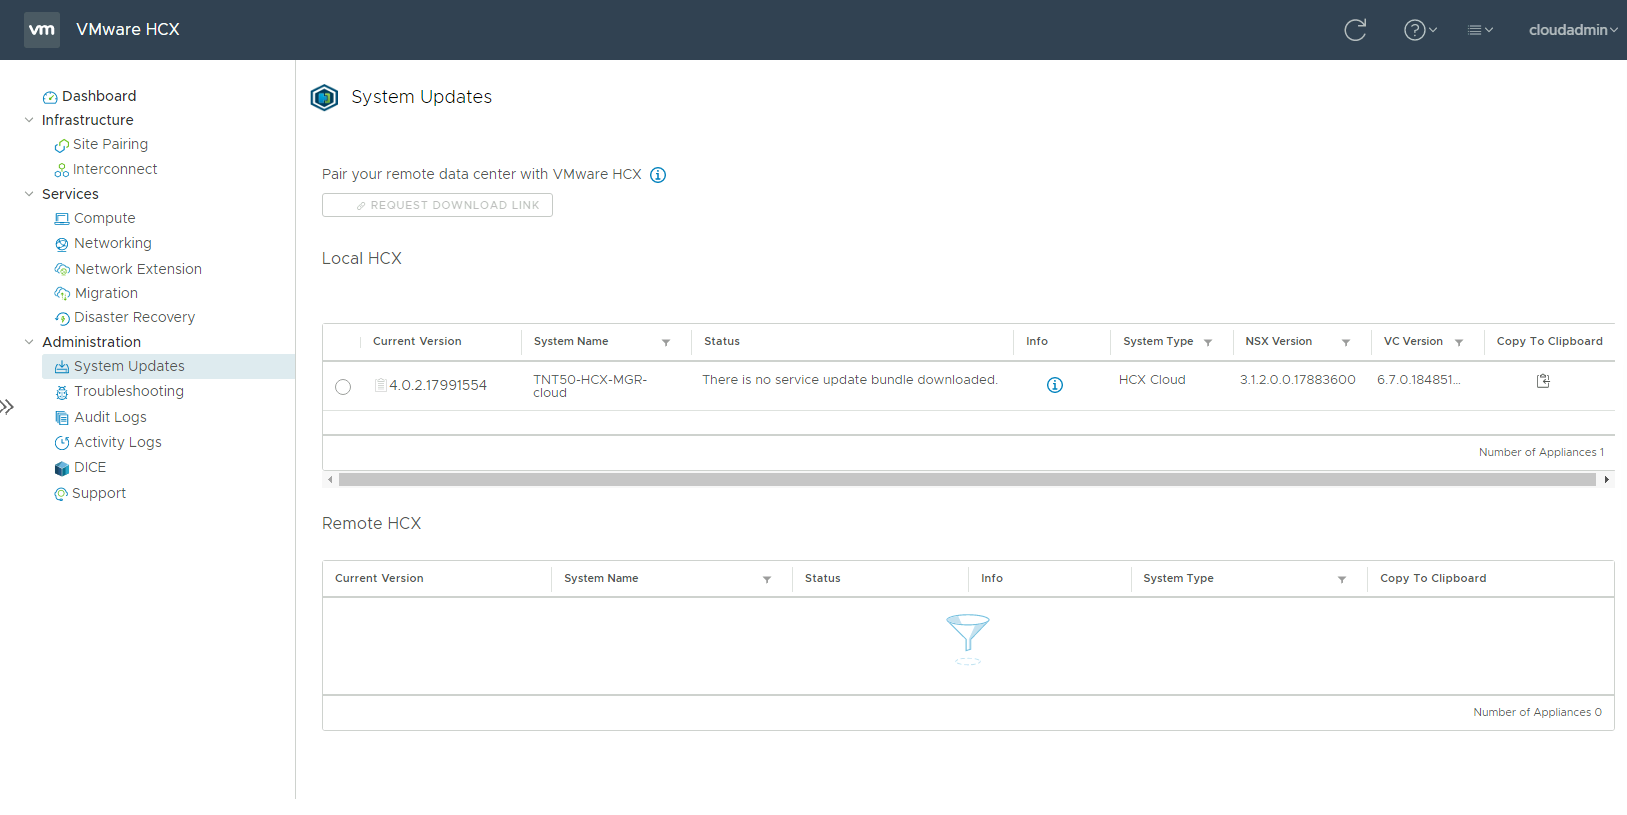 vm VMware HCX cloudadmin
Dashboard
Infrastructure
Site Pairing
Interconnect
Services
Compute
Networking
Network Extension
Migration
Disaster Recovery
Administration
System Updates
Troubleshooting
Audit Logs
Activity Logs
DICE
Support
System Updates
Pair your remote data center with VMware HCX
REQUEST DOWNLOAD LINK
Local HCX
Current Version System Name Status Info System Type NSX Version VC Version Copy To Clipboard
4.0.2.17991554 TNT50-HCX-MGR-cloud There is no service update bundle downloaded. HCX Cloud 3.1.2.0.0.17883600 6.7.0.184851...
Number of Appliances 1
Remote HCX
Current Version System Name Status Info System Type Copy To Clipboard
Number of Appliances 0